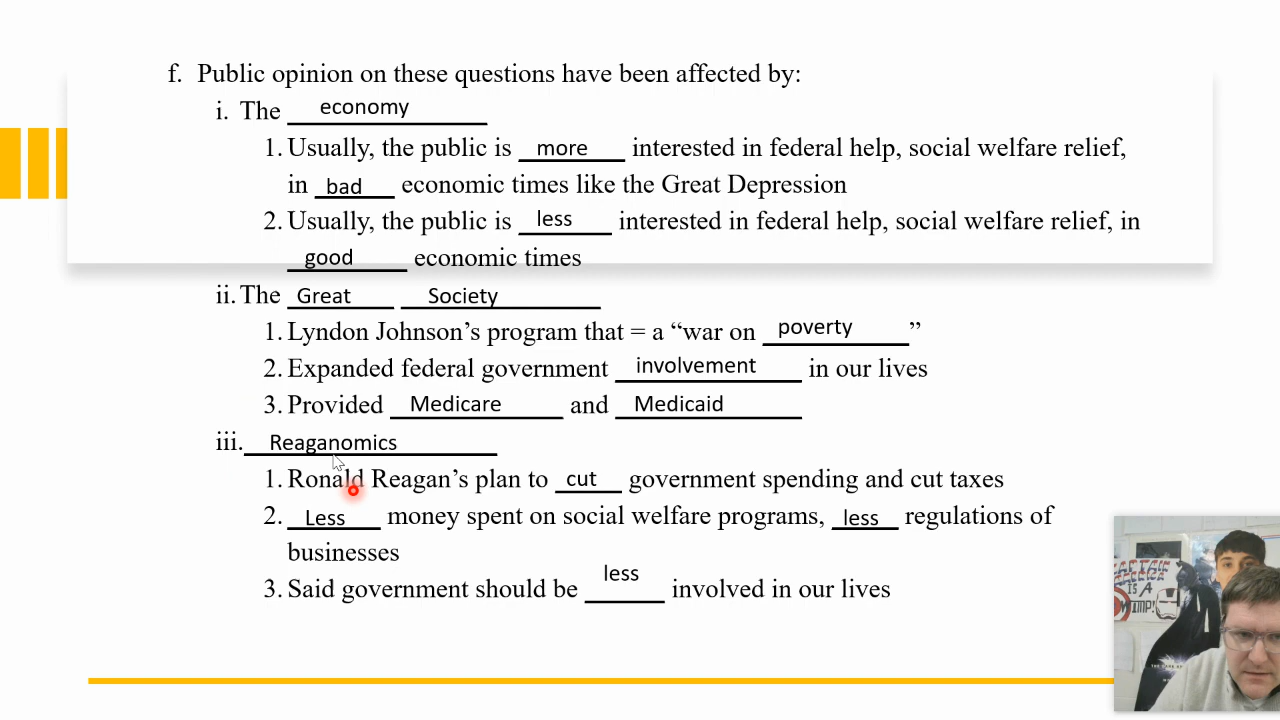 f. Public opinion on these questions have been affected by:
i. The economy
1. Usually, the public is more interested in federal help, social welfare relief,
in bad economic times like the Great Depression
2. Usually, the public is less interested in federal help, social welfare relief, in
good economic times
ii. The Great Society
1. Lyndon Johnson’s program that = a “war on poverty”
2. Expanded federal government involvement in our lives
3. Provided Medicare and Medicaid
iii. Reaganomics
1. Ronald Reagan’s plan to cut government spending and cut taxes
2. Less money spent on social welfare programs, less regulations of
businesses
3. Said government should be less involved in our lives
IS A
WIMP!